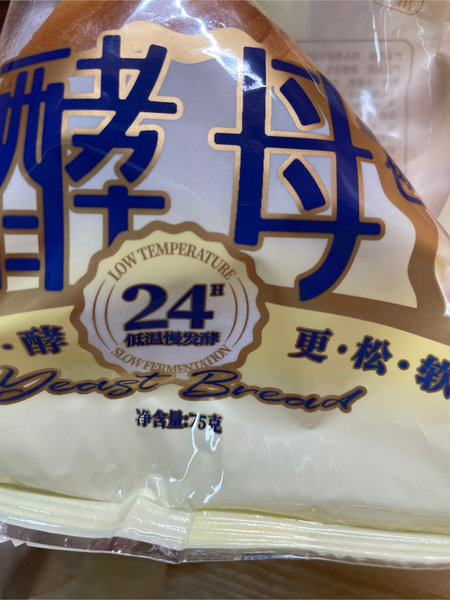 酵母
LOW TEMPERATURE
24H
低温慢发酵
SLOW FERMENTATION
·酵
更·松·软
Yeast Bread
净含量:75克